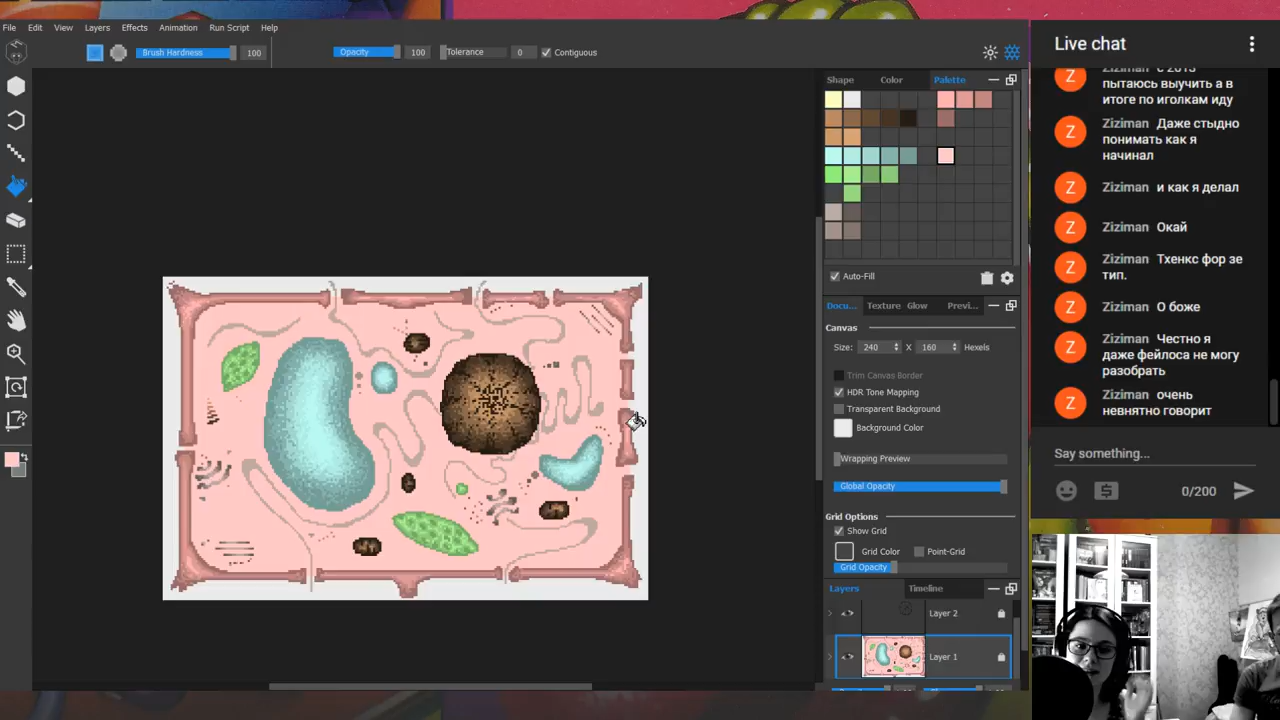 File Edit View Layers Effects Animation Run Script Help
Brush Hardness 100 Opacity 100 Tolerance 0 Contiguous
Shape Color Palette
Auto-Fill
Docu... Texture Glow Previ...
Canvas
Size: 240 X 160 Hexels
Trim Canvas Border
HDR Tone Mapping
Transparent Background
Background Color
Wrapping Preview
Global Opacity
Grid Options
Show Grid
Grid Color Point-Grid
Grid Opacity
Layers Timeline
Layer 2
Layer 1
Live chat
пытаюсь выучить а в
итоге по иголкам иду
Ziziman Даже стыдно
понимать как я
начинал
Ziziman и как я делал
Ziziman Окай
Ziziman Тхенкс фор зе
тип.
Ziziman О боже
Ziziman Честно я
даже фейлоса не могу
разобрать
Ziziman очень
невнятно говорит
Say something...
0/200